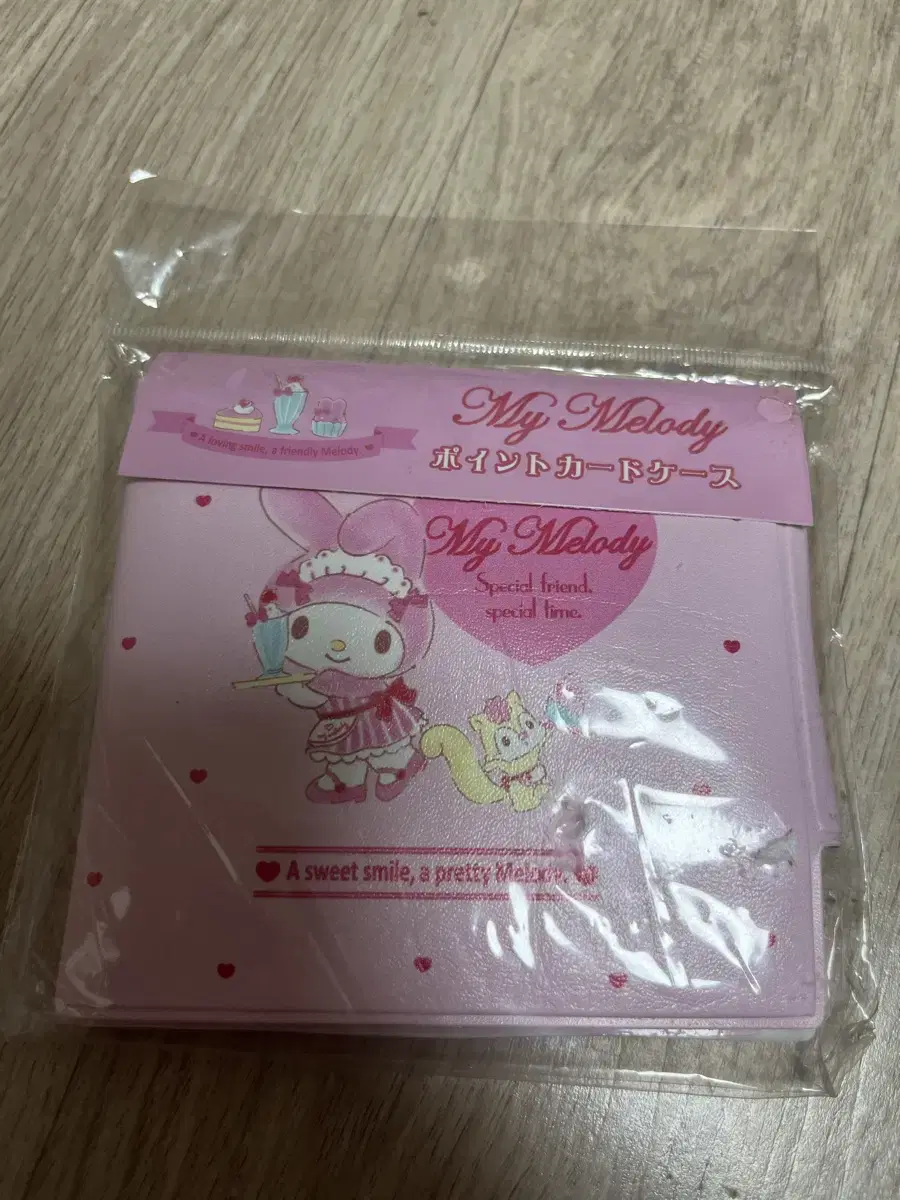 My Melody
A loving smile, a friendly Melody
ポイントカードケース
My Melody
Special friend,
special time.
A sweet smile, a pretty Melody.